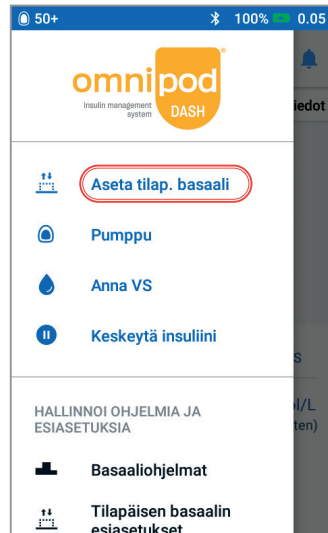 50+ 100% 0.05
omnipod®
insulin management
system
DASH
iedot
Aseta tilap. basaali
Pumppu
Anna VS
Keskeytä insuliini
S
HALLINNOI OHJELMIA JA
ol/L
ESIASETUKSIA
ten)
Basaaliohjelmat
Tilapäisen basaalin
esiasetukset